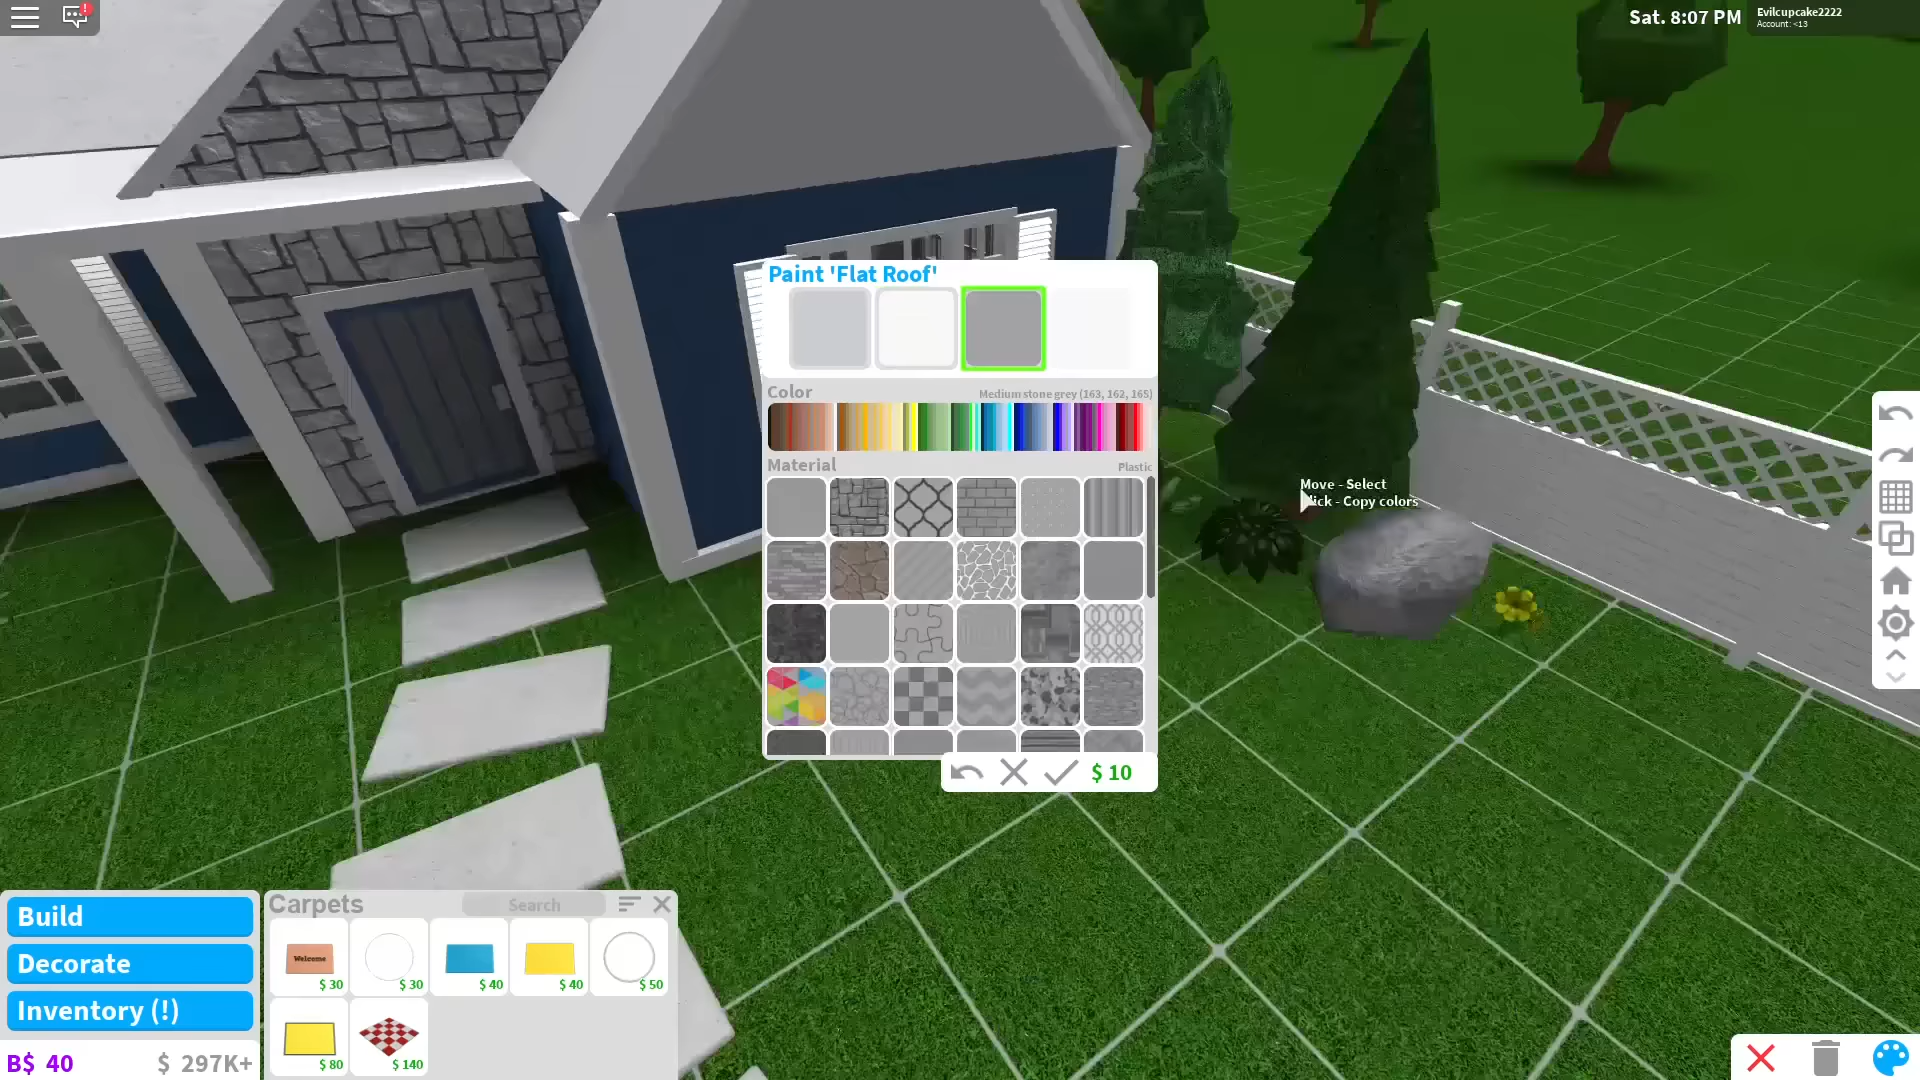 Sat. 8:07 PM
Evilcupcake2222
Account: <13
Paint 'Flat Roof'
Color
Medium stone grey (163, 162, 165)
Material
Plastic
Move - Select
Click - Copy colors
$ 10
Build
Decorate
Inventory (!)
B$ 40
$ 297K+
Carpets
Search
Welcome
$ 30
$ 30
$ 40
$ 40
$ 50
$ 80
$ 140